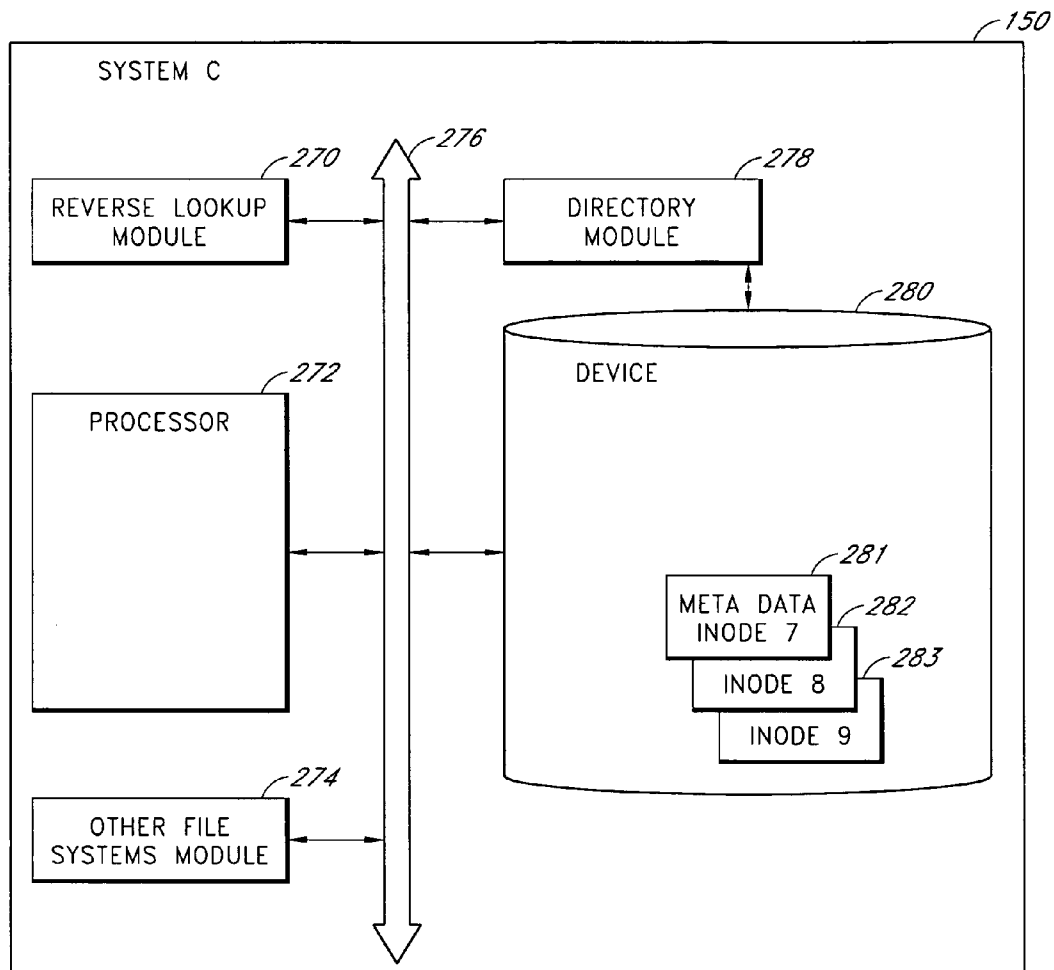 150
SYSTEM C
276
270
REVERSE LOOKUP
MODULE
278
DIRECTORY
MODULE
280
DEVICE
272
PROCESSOR
281
META DATA
INODE 7
282
INODE 8
283
INODE 9
274
OTHER FILE
SYSTEMS MODULE